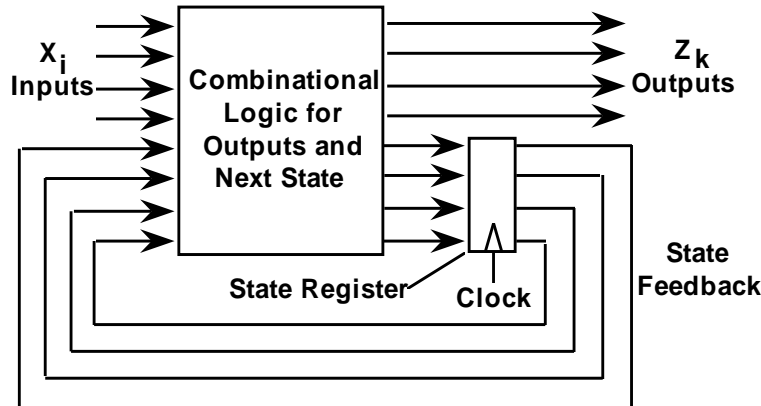 X i
Inputs
Combinational
Logic for
Outputs and
Next State
Z k
Outputs
State Register
Clock
State
Feedback